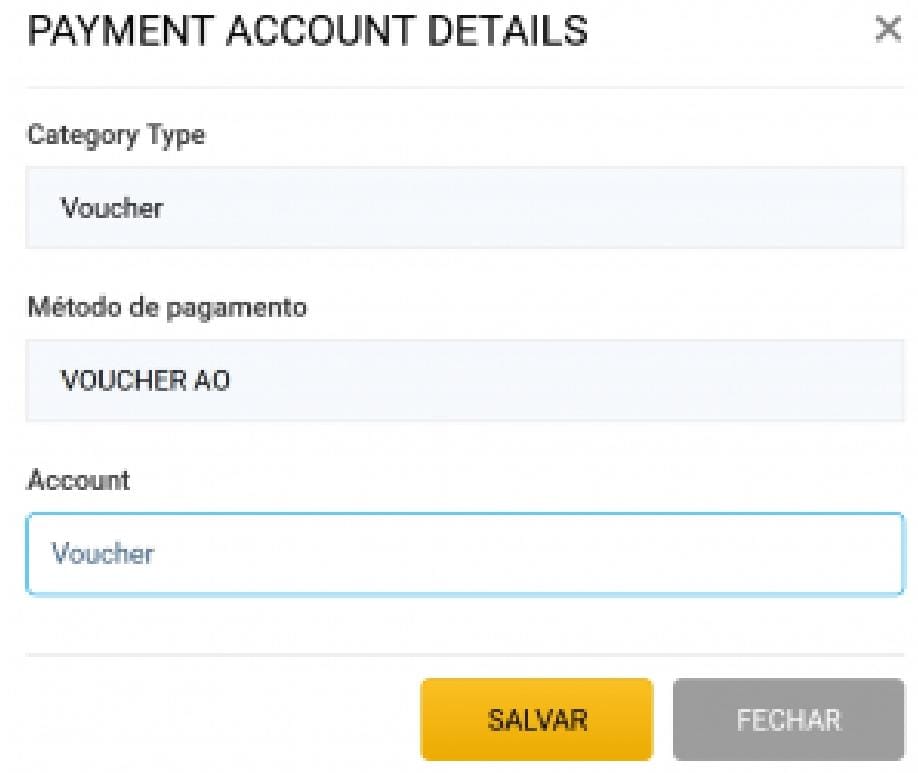 PAYMENT ACCOUNT DETAILS
Category Type
Voucher
Método de pagamento
VOUCHER AO
Account
Voucher
SALVAR FECHAR